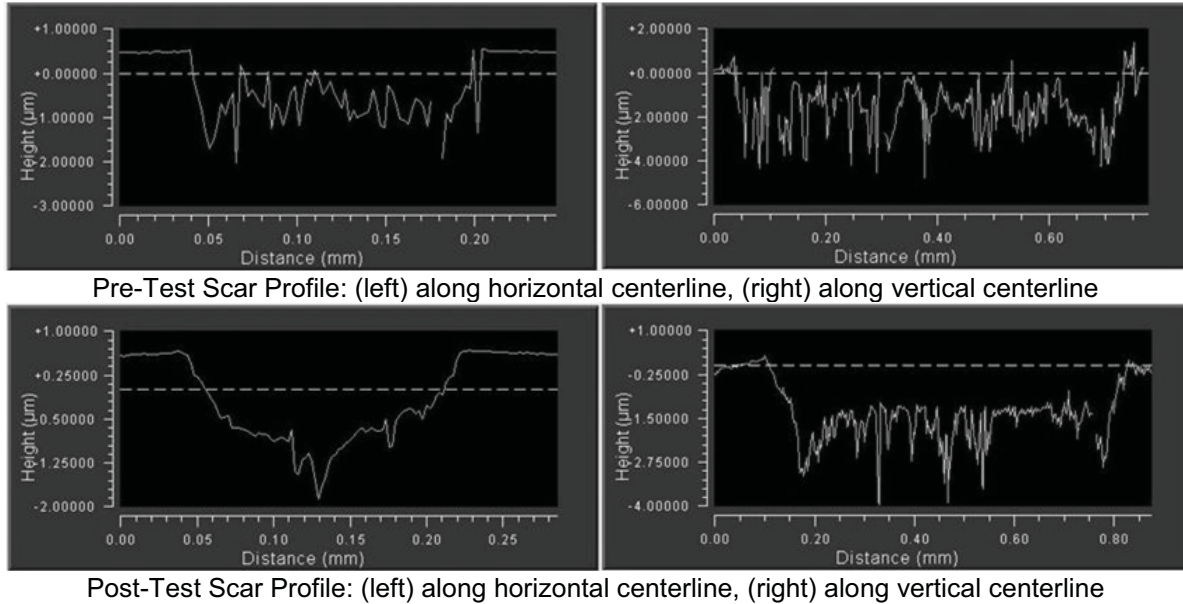 +1.00000
+0.00000
-1.00000
-2.00000
-3.00000
Height (µm)
0.00 0.05 0.10 0.15 0.20
Distance (mm)
+2.00000
+0.00000
-2.00000
-4.00000
-6.00000
Height (µm)
0.00 0.20 0.40 0.60
Distance (mm)
Pre-Test Scar Profile: (left) along horizontal centerline, (right) along vertical centerline
+1.00000
+0.25000
-0.50000
-1.25000
-2.00000
Height (µm)
0.00 0.05 0.10 0.15 0.20 0.25
Distance (mm)
+1.00000
-0.25000
-1.50000
-2.75000
-4.00000
Height (µm)
0.00 0.20 0.40 0.60 0.80
Distance (mm)
Post-Test Scar Profile: (left) along horizontal centerline, (right) along vertical centerline